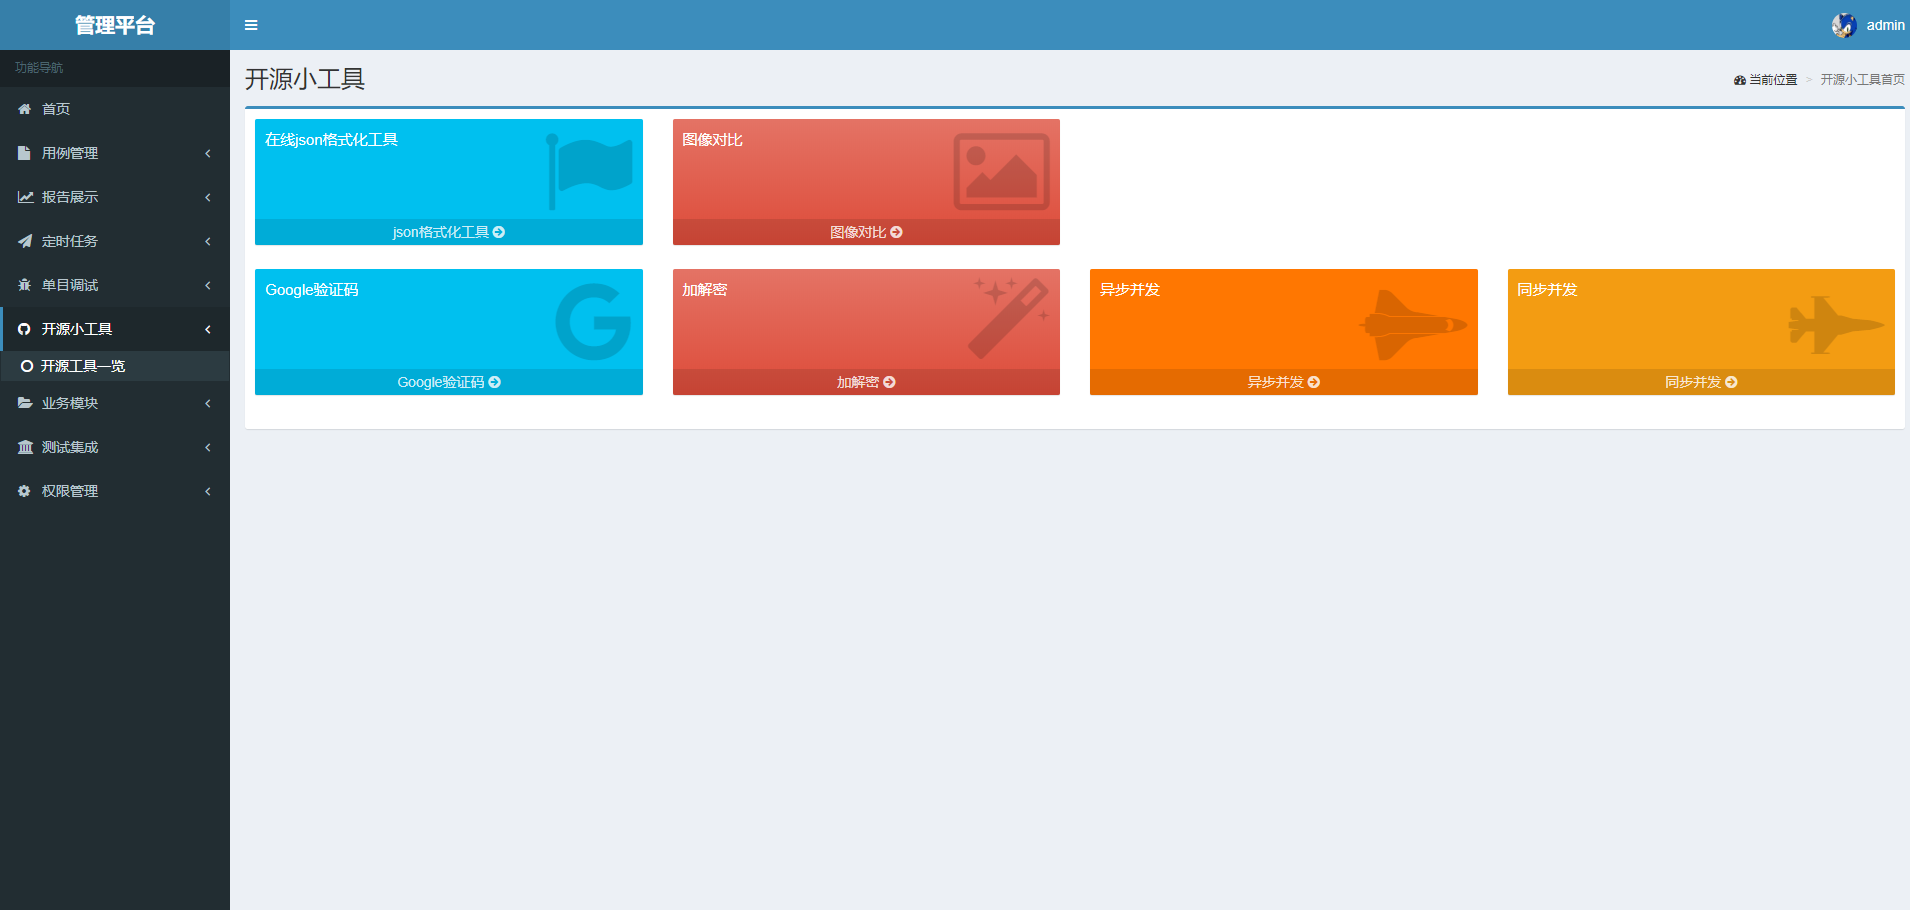 管理平台
admin
功能导航
首页
用例管理
报告展示
定时任务
单目调试
开源小工具
开源工具一览
业务模块
测试集成
权限管理
开源小工具
当前位置 > 开源小工具首页
在线json格式化工具
json格式化工具
图像对比
图像对比
Google验证码
Google验证码
加解密
加解密
异步并发
异步并发
同步并发
同步并发